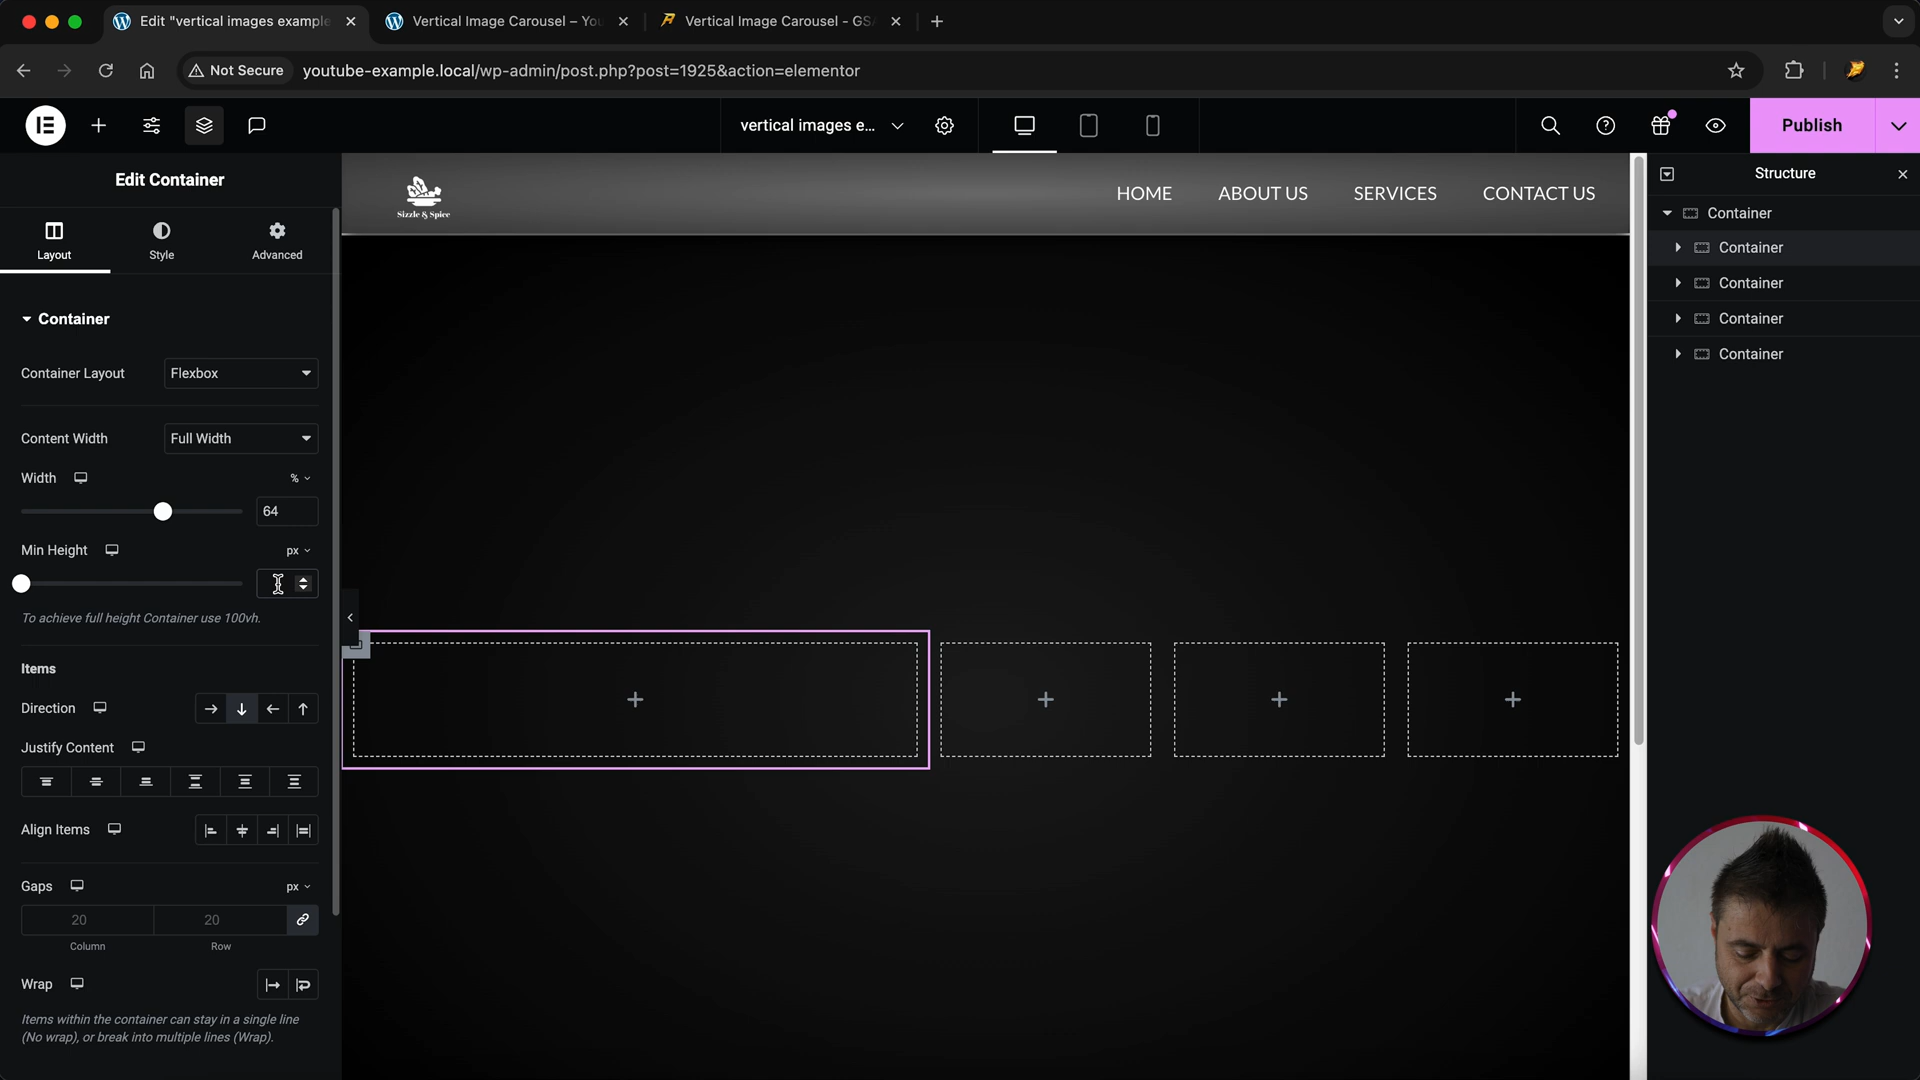 Edit "vertical images example
Vertical Image Carousel – You
Vertical Image Carousel - GSA
Not Secure
youtube-example.local/wp-admin/post.php?post=1925&action=elementor
vertical images e...
Publish
Edit Container
Layout
Style
Advanced
Container
Container Layout
Flexbox
Content Width
Full Width
Width
%
64
Min Height
px
To achieve full height Container use 100vh.
Items
Direction
Justify Content
Align Items
Gaps
px
20
20
Column
Row
Wrap
Items within the container can stay in a single line
(No wrap), or break into multiple lines (Wrap).
Sizzle & Spice
HOME
ABOUT US
SERVICES
CONTACT US
Structure
Container
Container
Container
Container
Container